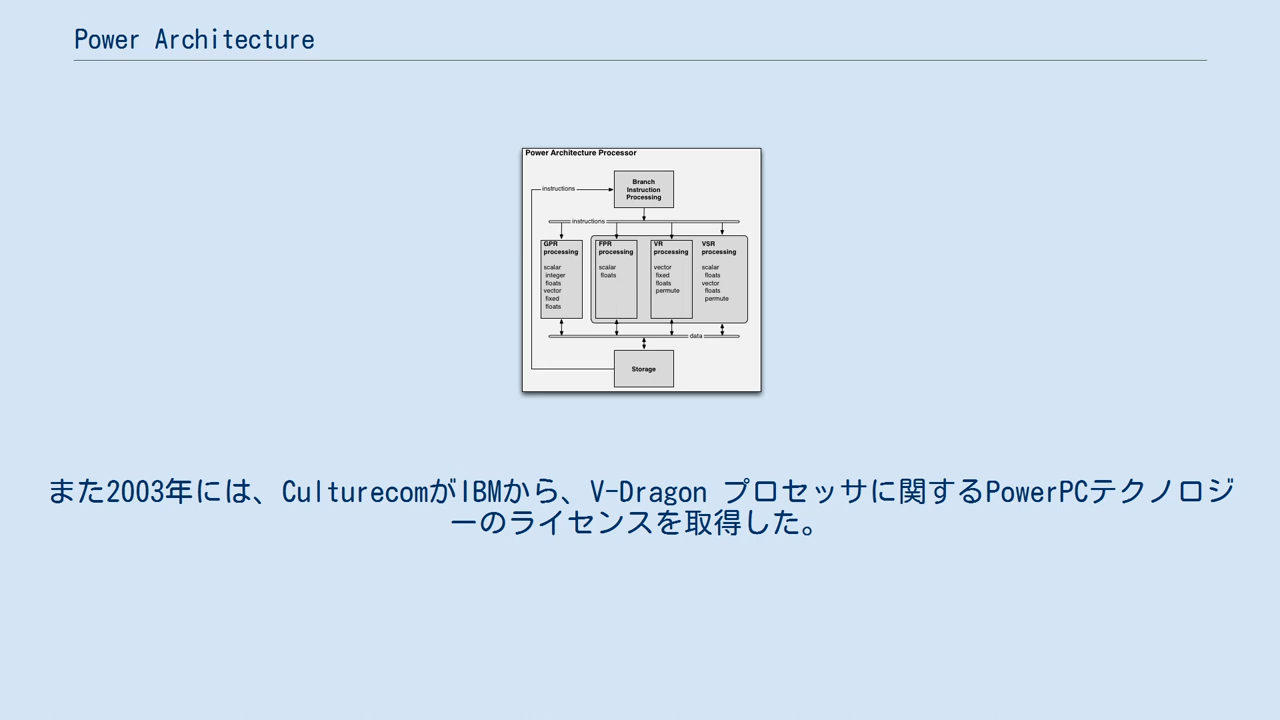 Power Architecture
Power Architecture Processor
Branch
Instruction
Processing
instructions
instructions
GPR
processing
scalar
integer
floats
vector
fixed
floats
FPR
processing
scalar
floats
VR
processing
vector
fixed
floats
permute
VSR
processing
scalar
floats
vector
floats
permute
data
Storage
また2003年には、CulturecomがIBMから、V-Dragon プロセッサに関するPowerPCテクノロジ
ーのライセンスを取得した。